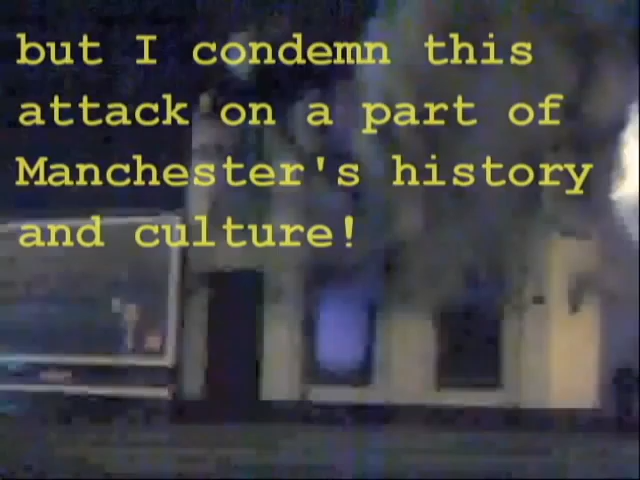 but I condemn this
attack on a part of
Manchester's history
and culture!